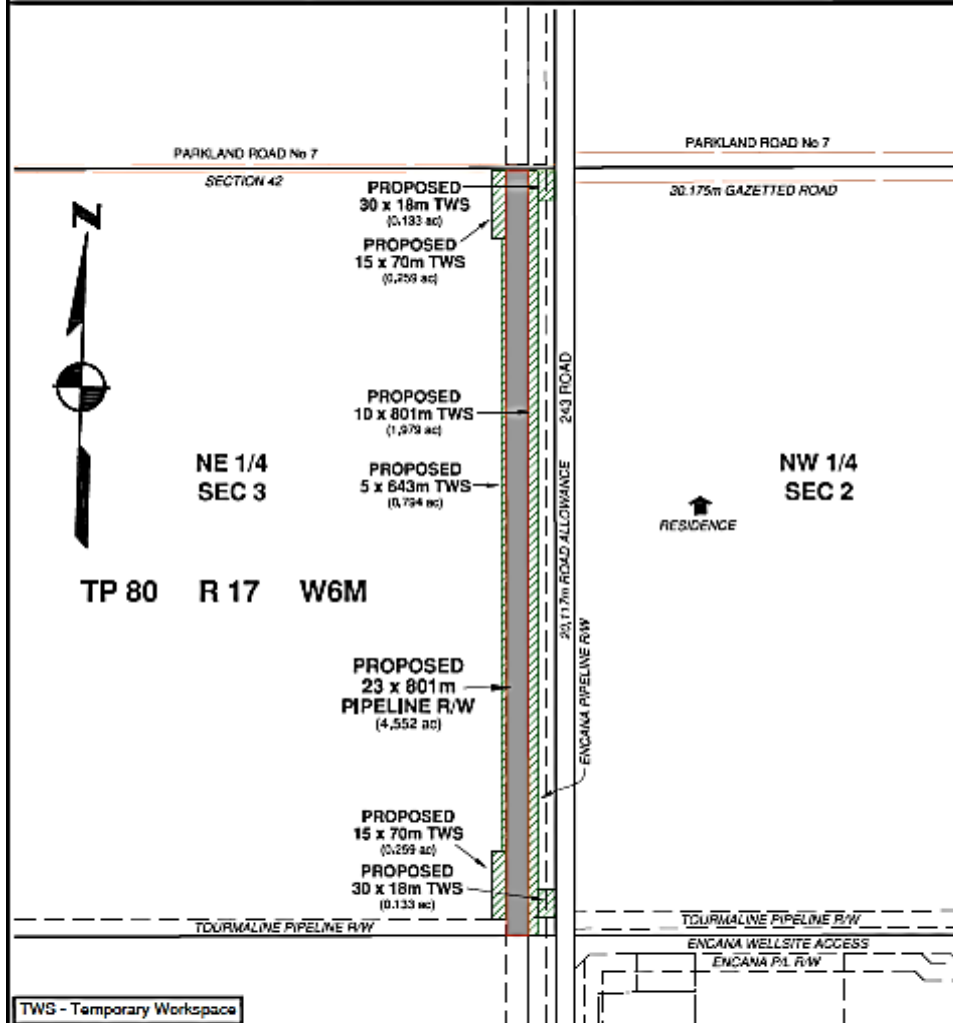 PARKLAND ROAD No 7
SECTION 42
PARKLAND ROAD No 7
30.175m GAZETTED ROAD
N
PROPOSED
30 x 18m TWS
(0.133 ac)
PROPOSED
15 x 70m TWS
(0.259 ac)
PROPOSED
10 x 801m TWS
(1.979 ac)
PROPOSED
5 x 643m TWS
(0.794 ac)
243 ROAD
20.117m ROAD ALLOWANCE
NE 1/4
SEC 3
NW 1/4
SEC 2
RESIDENCE
TP 80 R 17 W6M
PROPOSED
23 x 801m
PIPELINE R/W
(4.552 ac)
ENCANA PIPELINE R/W
PROPOSED
15 x 70m TWS
(0.259 ac)
PROPOSED
30 x 18m TWS
(0.133 ac)
TOURMALINE PIPELINE R/W
TOURMALINE PIPELINE R/W
ENCANA WELLSITE ACCESS
ENCANA P/L R/W
TWS - Temporary Workspace